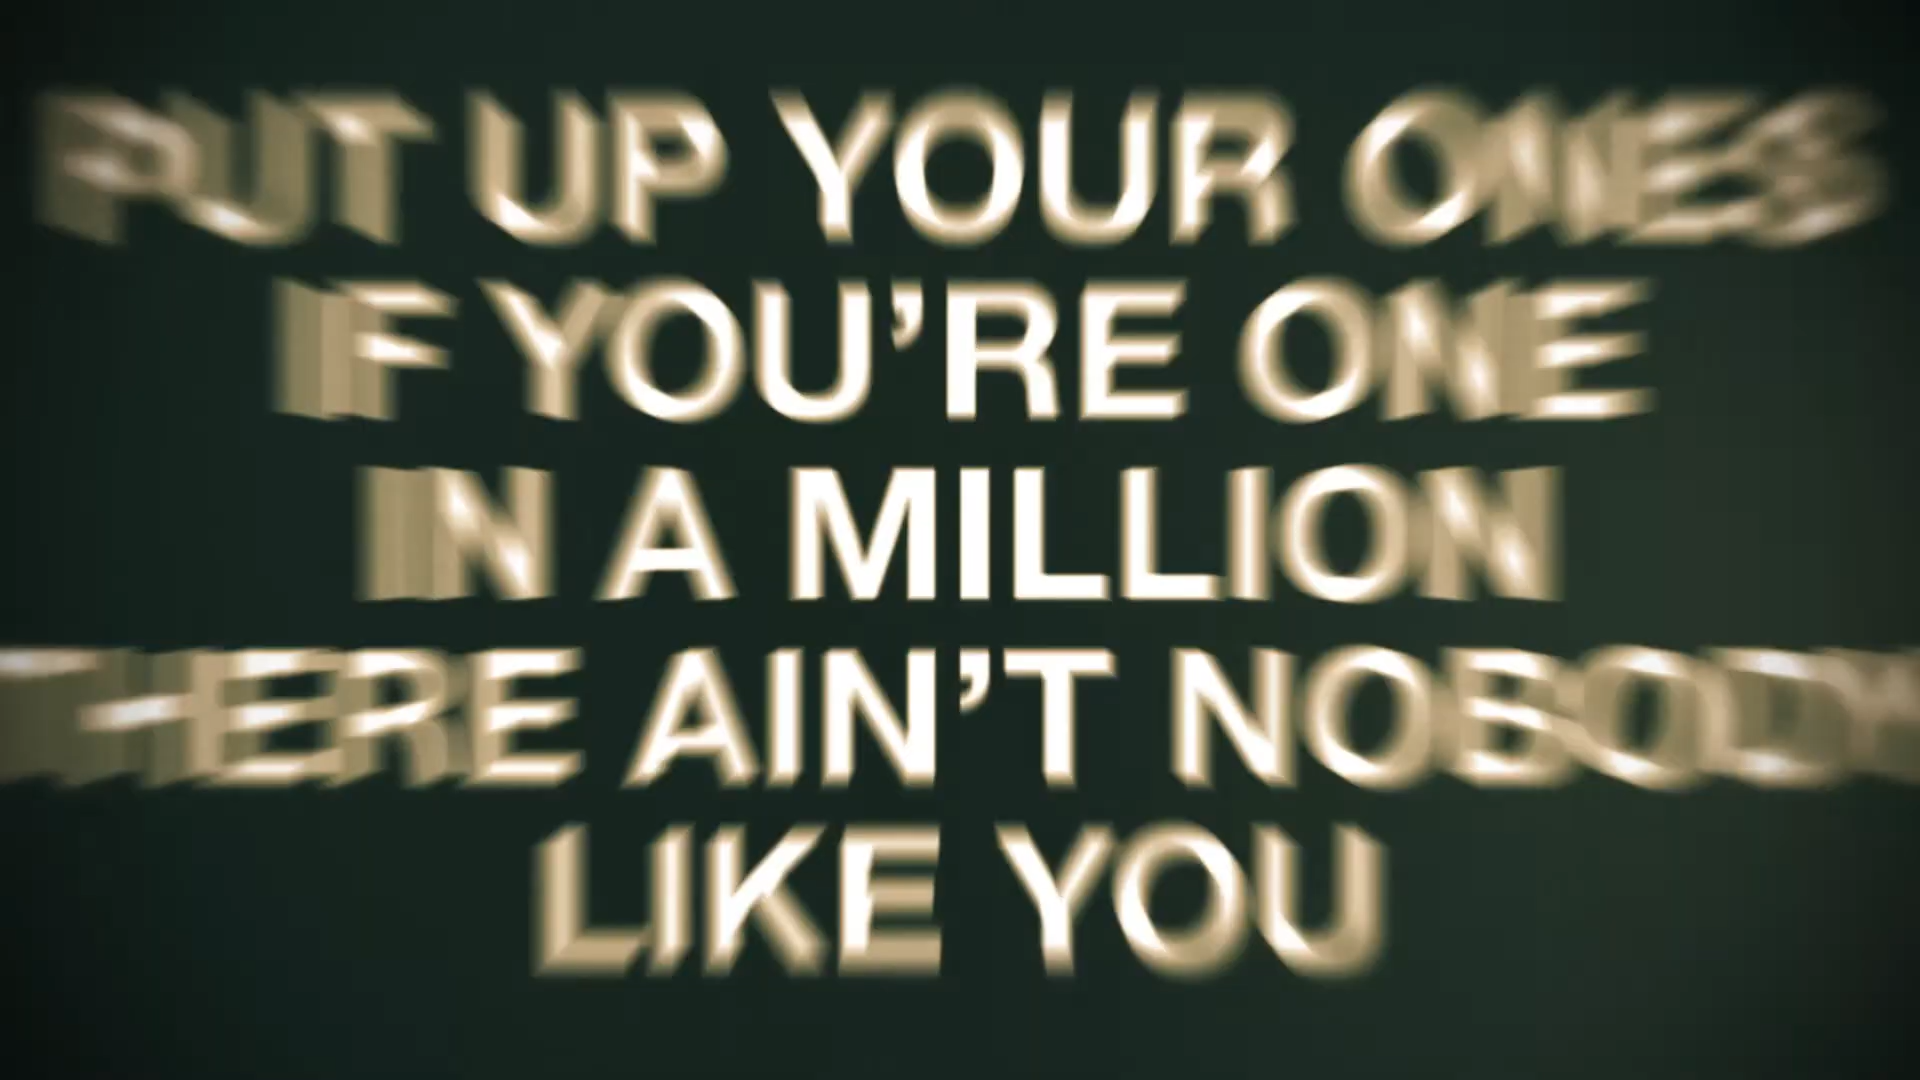 PUT UP YOUR ONES
IF YOU'RE ONE
IN A MILLION
THERE AIN'T NOBODY
LIKE YOU